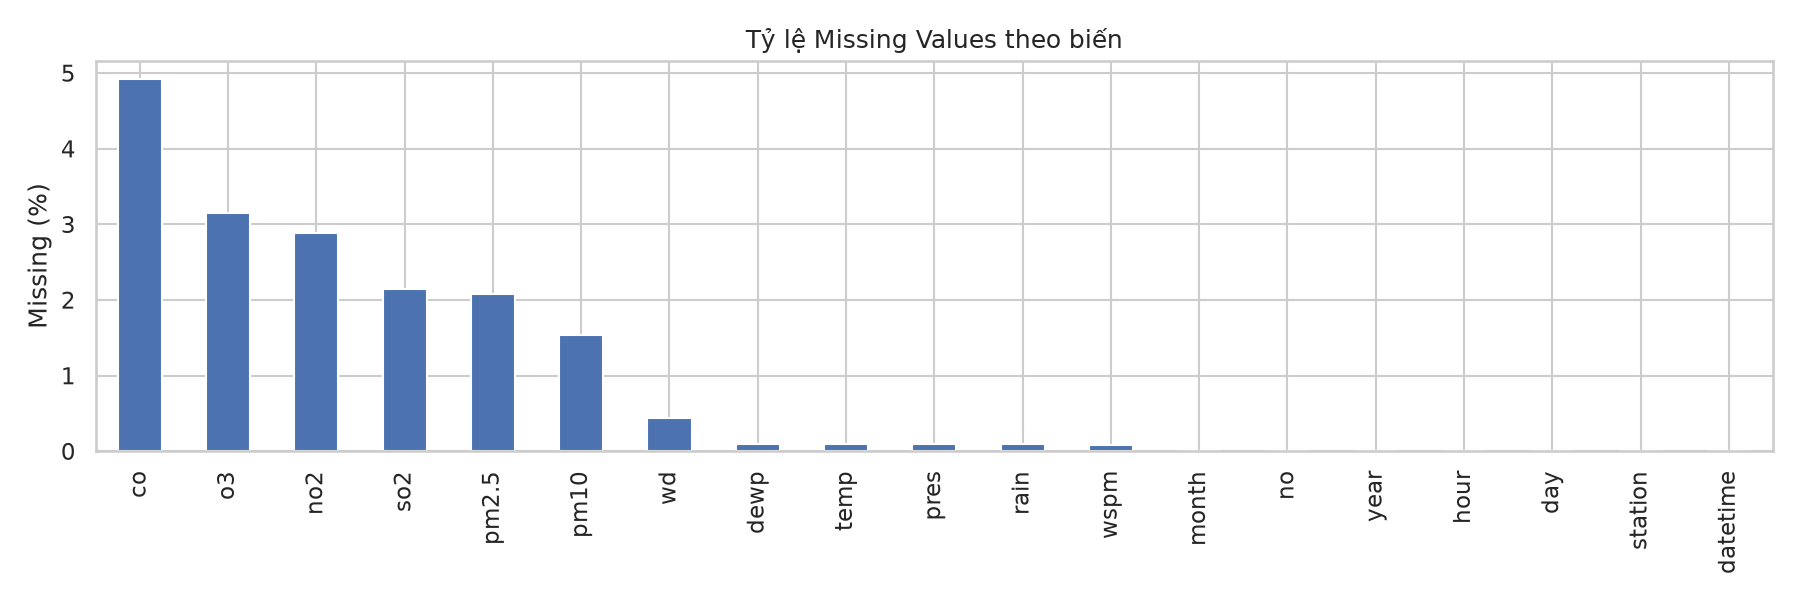 Tỷ lệ Missing Values theo biến
Missing (%)
5
4
3
2
1
0
co
o3
no2
so2
pm2.5
pm10
wd
dewp
temp
pres
rain
wspm
month
no
year
hour
day
station
datetime